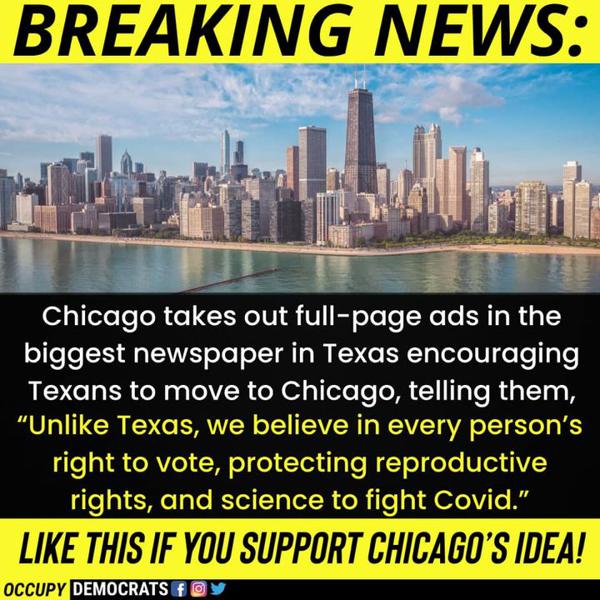 BREAKING NEWS:
Chicago takes out full-page ads in the
biggest newspaper in Texas encouraging
Texans to move to Chicago, telling them,
“Unlike Texas, we believe in every person’s
right to vote, protecting reproductive
rights, and science to fight Covid.”
LIKE THIS IF YOU SUPPORT CHICAGO’S IDEA!
OCCUPY DEMOCRATS